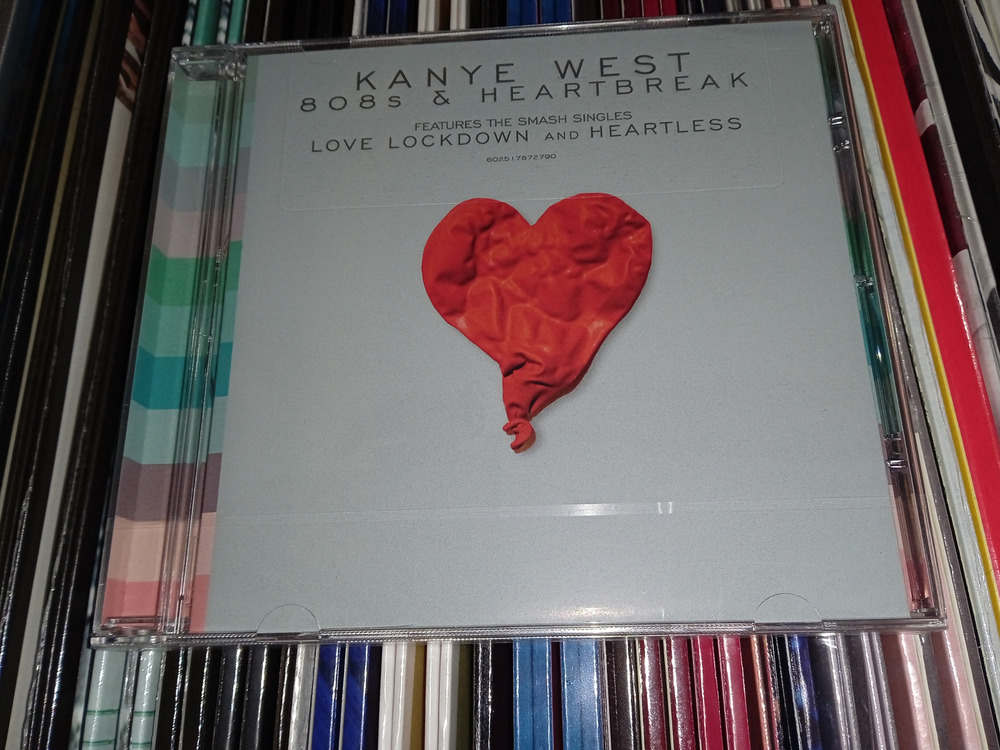 KANYE WEST
808s & HEARTBREAK
FEATURES THE SMASH SINGLES
LOVE LOCKDOWN AND HEARTLESS
602517872790